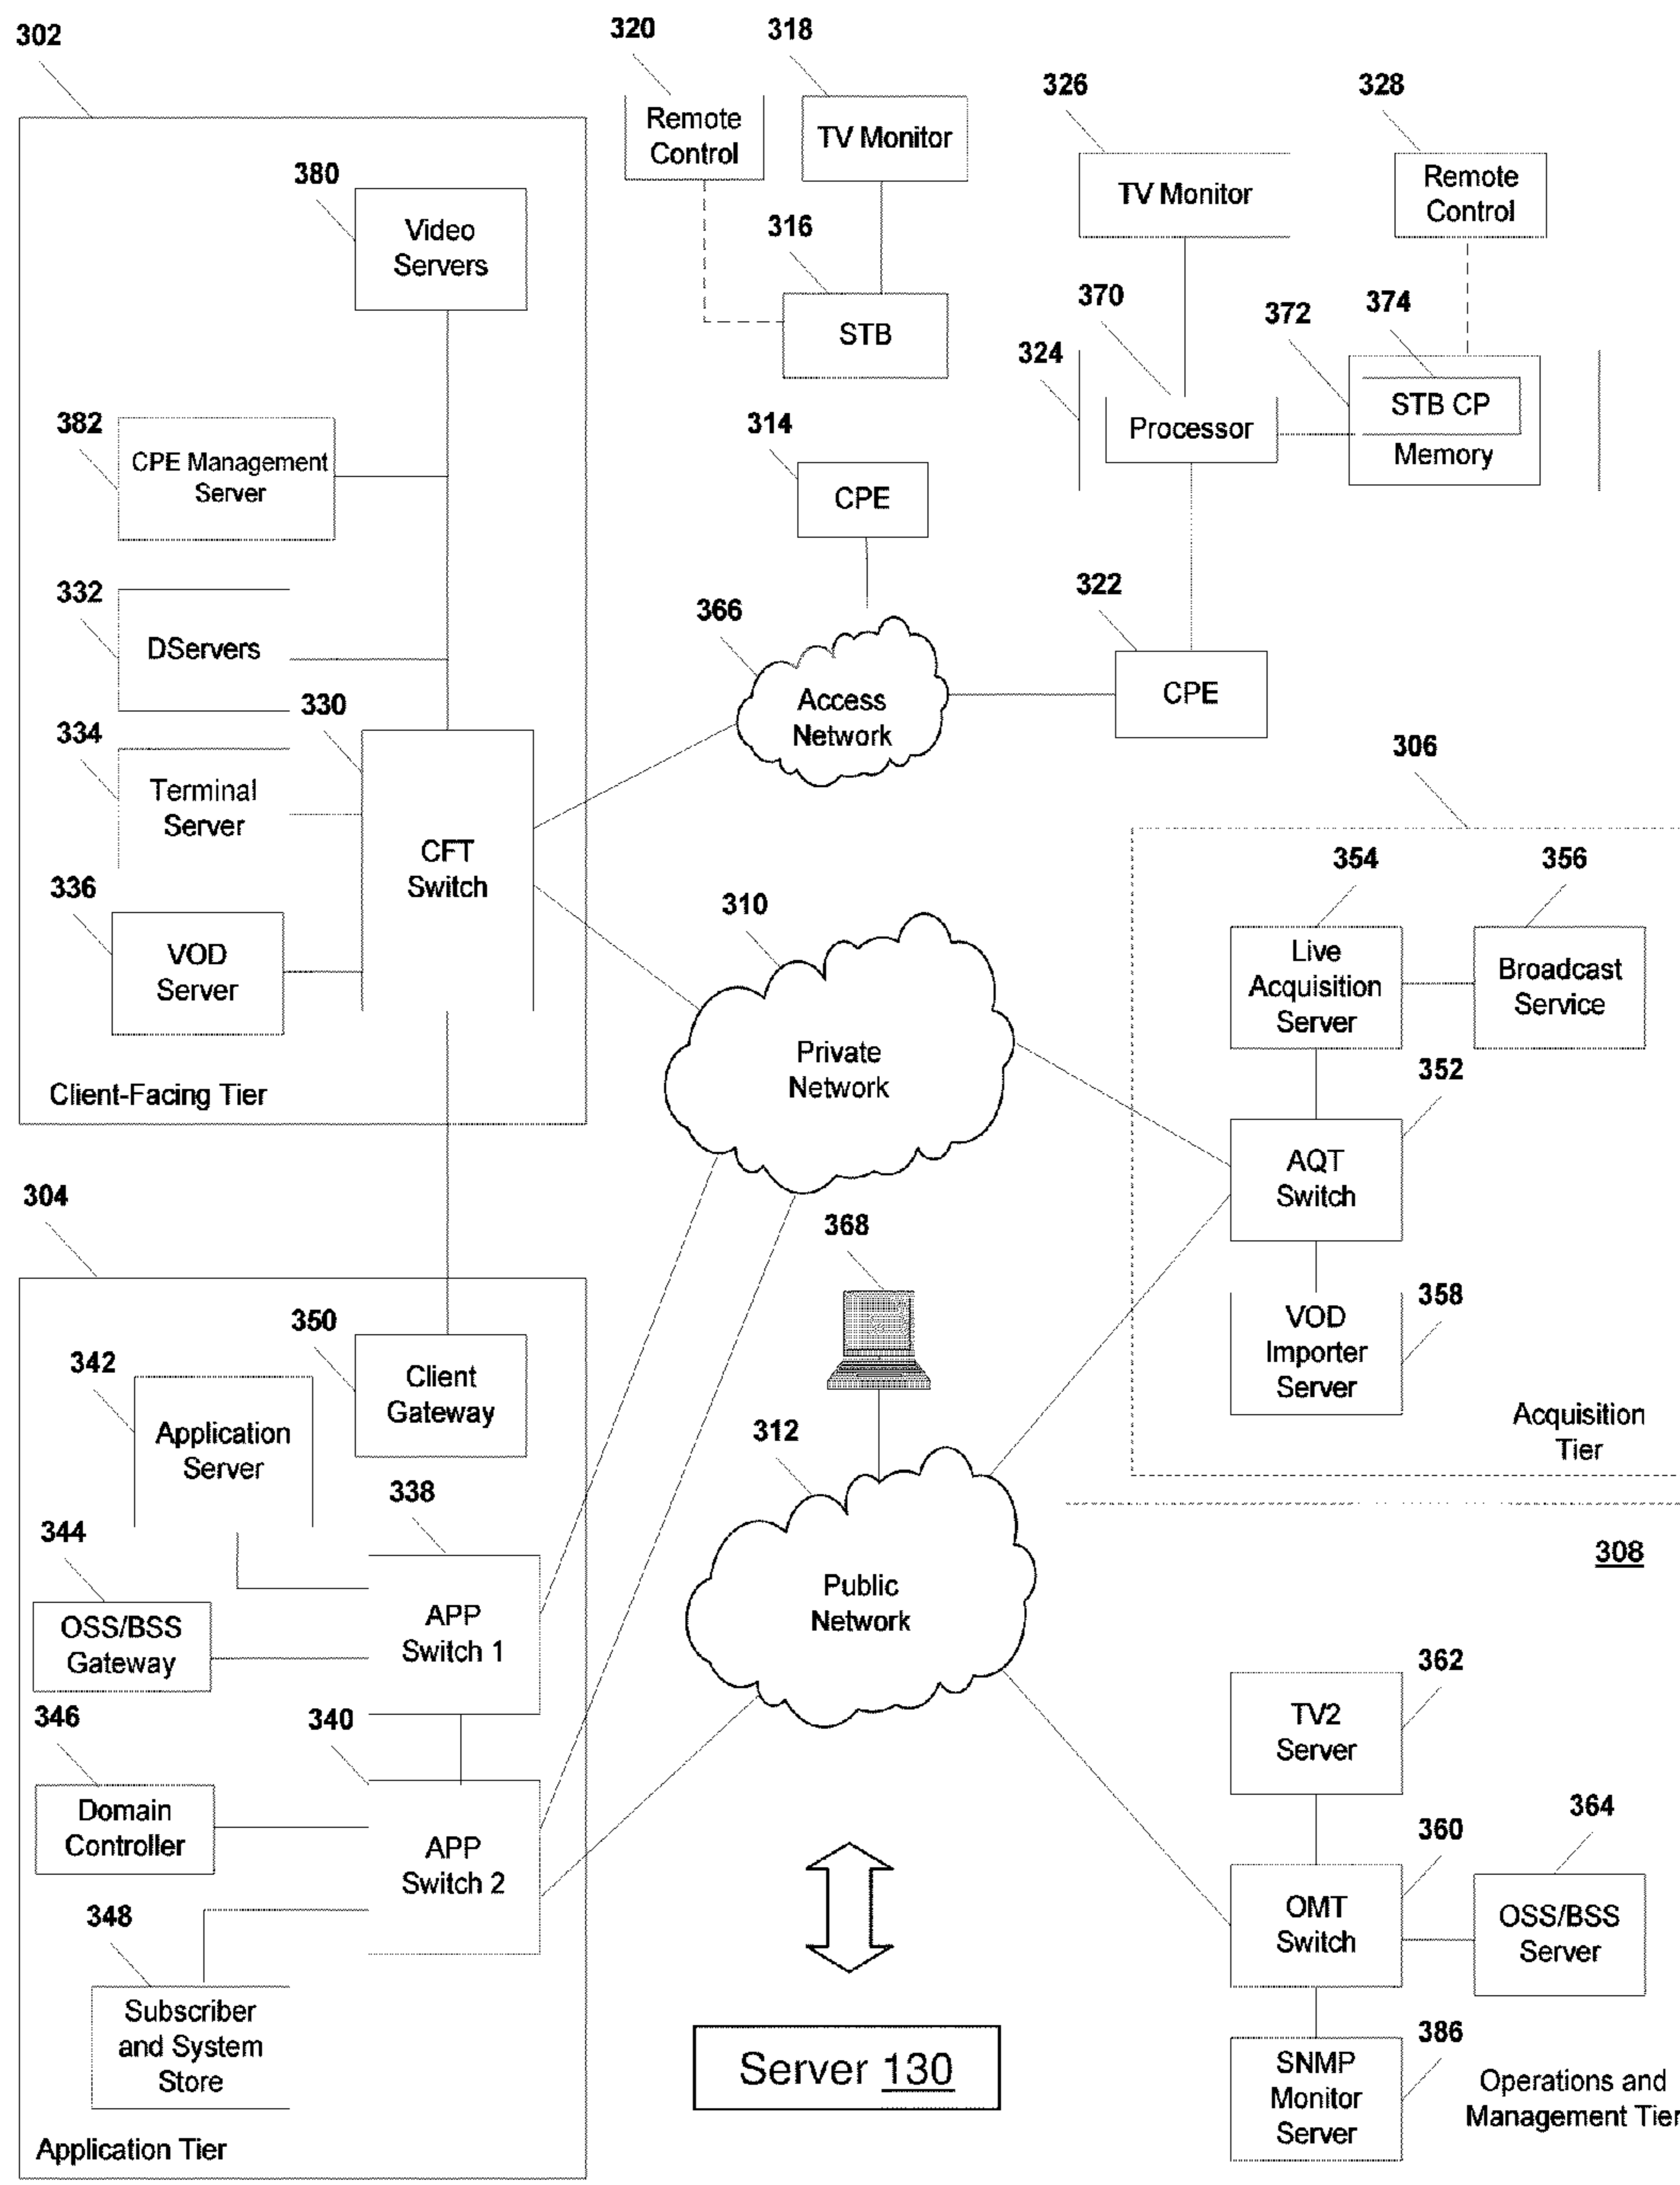 302
320
318
326
328
Remote
Control
TV Monitor
TV Monitor
Remote
Control
380
Video
Servers
316
STB
370
372
374
324
Processor
STB CP
Memory
382
CPE Management
Server
314
CPE
332
DServers
366
Access
Network
322
CPE
330
334
Terminal
Server
CFT
Switch
336
VOD
Server
Client-Facing Tier
306
354
356
Live
Acquisition
Server
Broadcast
Service
310
Private
Network
352
AQT
Switch
358
VOD
Importer
Server
Acquisition
Tier
304
368
350
Client
Gateway
342
Application
Server
312
Public
Network
338
344
OSS/BSS
Gateway
APP
Switch 1
308
346
Domain
Controller
340
APP
Switch 2
348
Subscriber
and System
Store
Application Tier
362
TV2
Server
360
OMT
Switch
364
OSS/BSS
Server
386
SNMP
Monitor
Server
Operations and
Management Tier
Server 130